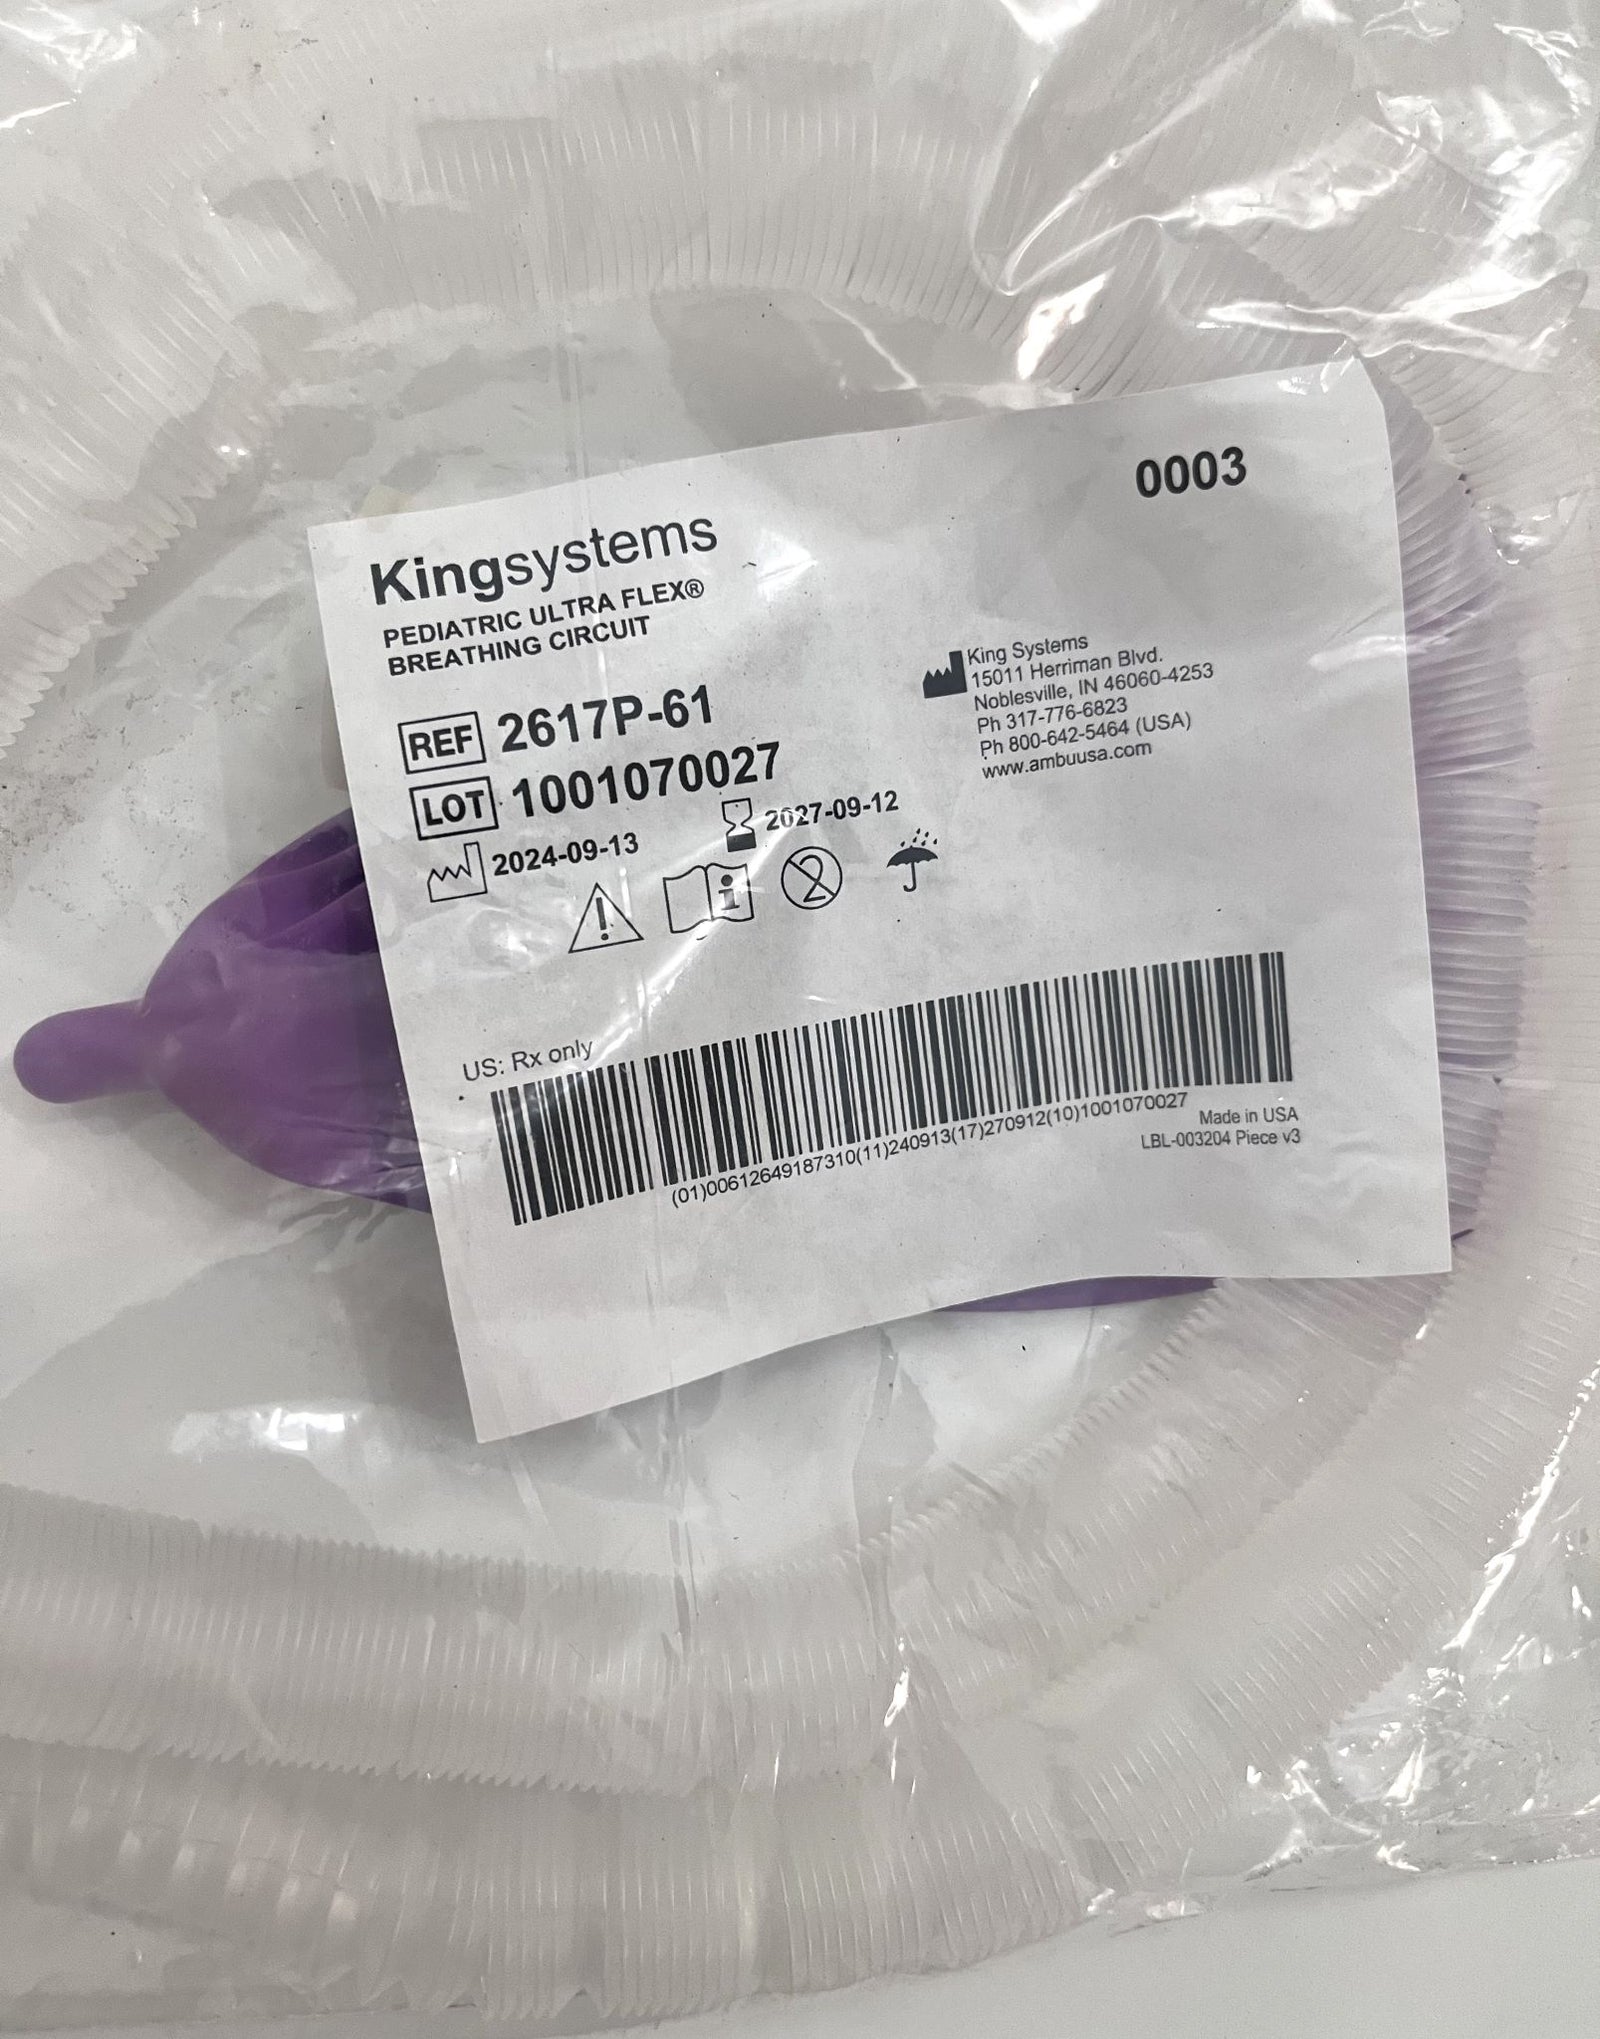 0003
Kingsystems
PEDIATRIC ULTRA FLEX®
BREATHING CIRCUIT
REF 2617P-61
LOT 1001070027
2024-09-13
2027-09-12
King Systems
15011 Herriman Blvd.
Noblesville, IN 46060-4253
Ph 317-776-6823
Ph 800-642-5464 (USA)
www.ambuusa.com
US: Rx only
(01)00612649187310(11)240913(17)270912(10)1001070027
Made in USA
LBL-003204 Piece v3